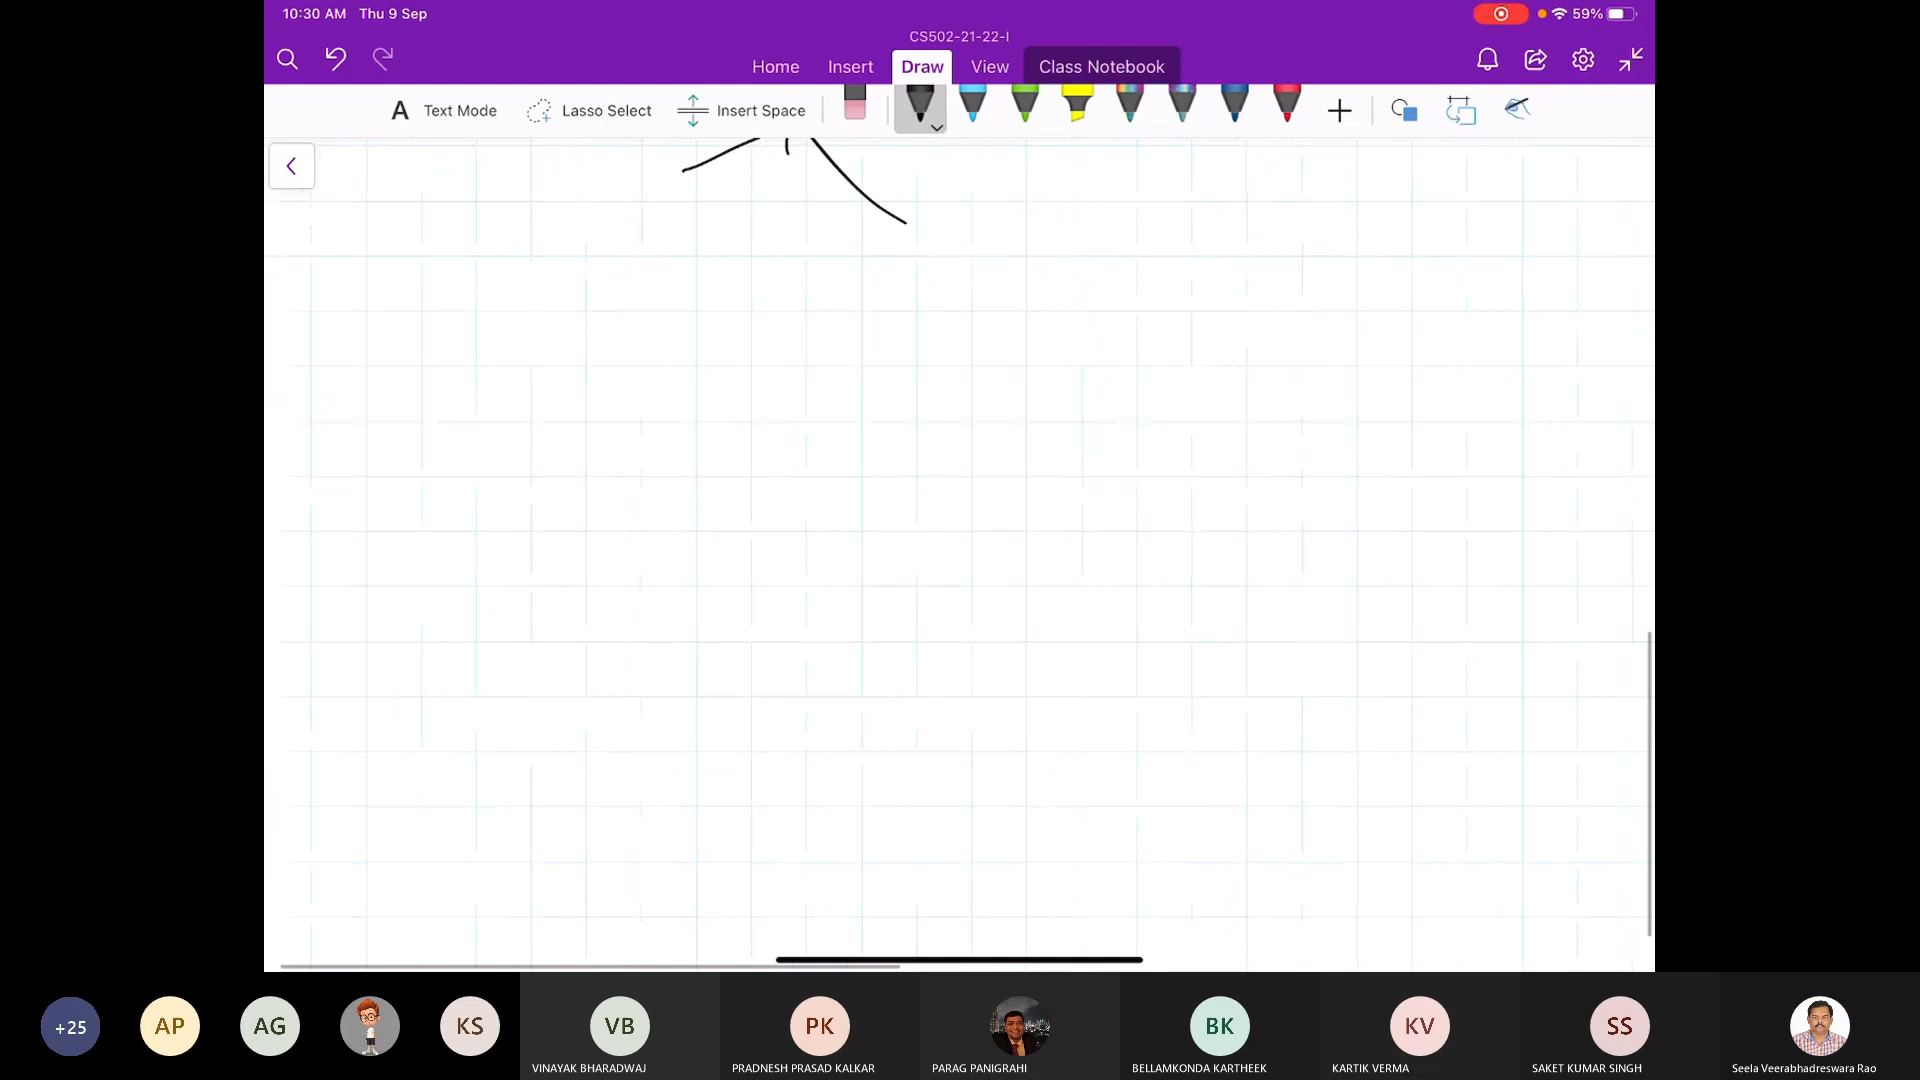 10:30 AM Thu 9 Sep
59%
CS502-21-22-I
Home Insert Draw View Class Notebook
A Text Mode Lasso Select Insert Space
+25 AP AG KS VB PK BK KV SS
VINAYAK BHARADWAJ PRADNESH PRASAD KALKAR PARAG PANIGRAHI BELLAMKONDA KARTHEEK KARTIK VERMA SAKET KUMAR SINGH Seela Veerabhadreswara Rao